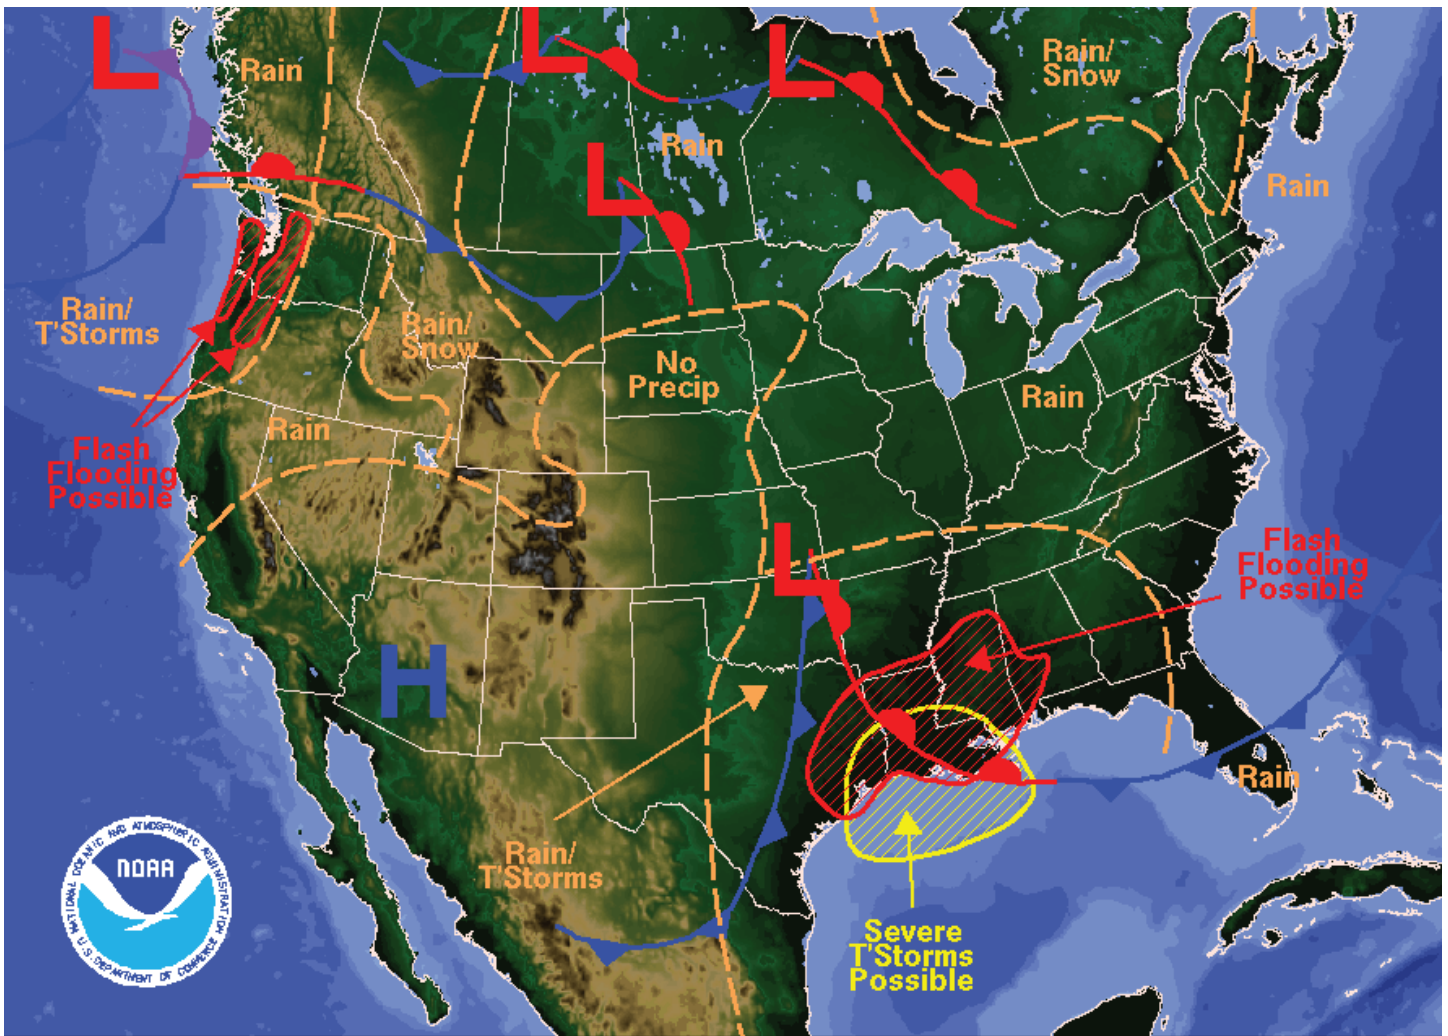 L
L
L
Rain
Rain/
Snow
Rain
L
Rain
Rain/
T'Storms
Rain/
Snow
No
Precip
Rain
Rain
Flash
Flooding
Possible
L
Flash
Flooding
Possible
H
Rain
Rain/
T'Storms
Severe
T'Storms
Possible
NOAA
NATIONAL OCEANIC AND ATMOSPHERIC ADMINISTRATION
U.S. DEPARTMENT OF COMMERCE